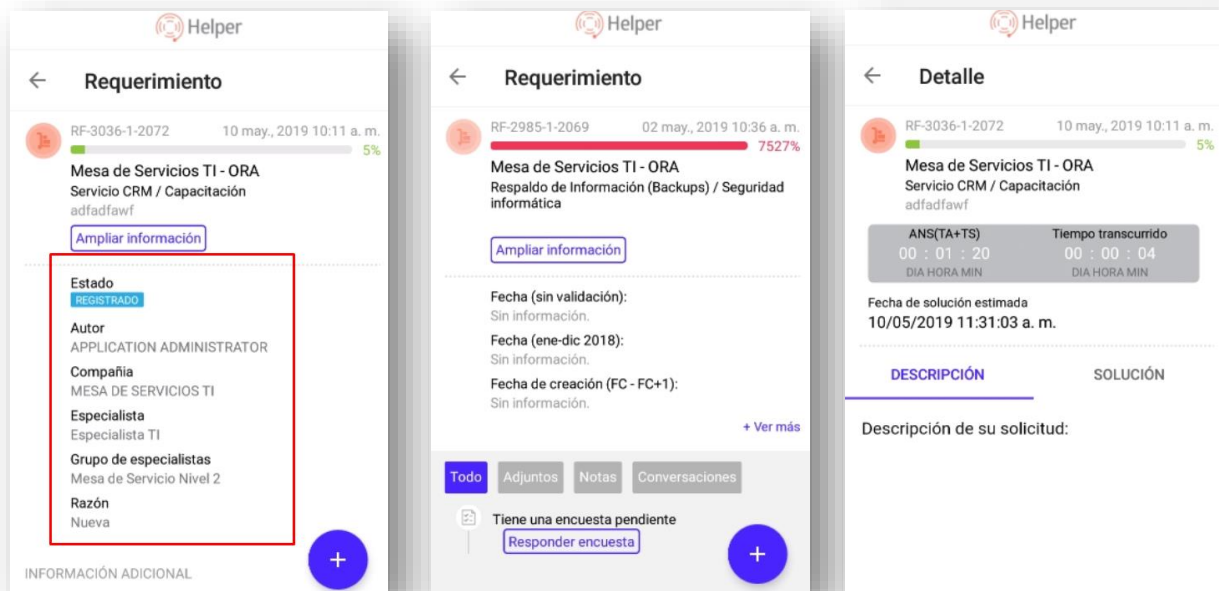 Helper
Requerimiento
RF-3036-1-2072 10 may., 2019 10:11 a. m.
5%
Mesa de Servicios TI - ORA
Servicio CRM / Capacitación
adfadfawf
Ampliar información
Estado
REGISTRADO
Autor
APPLICATION ADMINISTRATOR
Compañia
MESA DE SERVICIOS TI
Especialista
Especialista TI
Grupo de especialistas
Mesa de Servicio Nivel 2
Razón
Nueva
+
INFORMACIÓN ADICIONAL
Helper
Requerimiento
RF-2985-1-2069 02 may., 2019 10:36 a. m.
7527%
Mesa de Servicios TI - ORA
Respaldo de Información (Backups) / Seguridad
informática
Ampliar información
Fecha (sin validación):
Sin información.
Fecha (ene-dic 2018):
Sin información.
Fecha de creación (FC - FC+1):
Sin información.
+ Ver más
Todo Adjuntos Notas Conversaciones
Tiene una encuesta pendiente
Responder encuesta
+
Helper
Detalle
RF-3036-1-2072 10 may., 2019 10:11 a. m.
5%
Mesa de Servicios TI - ORA
Servicio CRM / Capacitación
adfadfawf
ANS(TA+TS) Tiempo transcurrido
00 : 01 : 20 00 : 00 : 04
DIA HORA MIN DIA HORA MIN
Fecha de solución estimada
10/05/2019 11:31:03 a. m.
DESCRIPCIÓN SOLUCIÓN
Descripción de su solicitud: